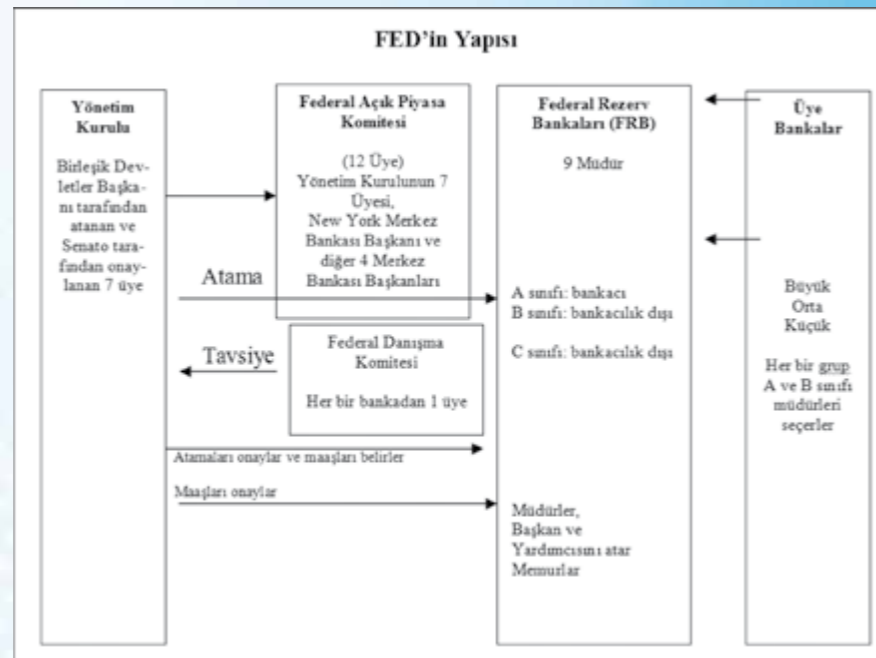 FED’in Yapısı
Yönetim
Kurulu
Birleşik Dev-
letler Başka-
nı tarafından
atanan ve
Senato tara-
fından onay-
lanan 7 üye
Federal Açık Piyasa
Komitesi
(12 Üye)
Yönetim Kurulunun 7
Üyesi,
New York Merkez
Bankası Başkanı ve
diğer 4 Merkez
Bankası Başkanları
Atama
Tavsiye
Federal Danışma
Komitesi
Her bir bankadan 1 üye
Atamaları onaylar ve maaşları belirler
Maaşları onaylar
Federal Rezerv
Bankaları (FRB)
9 Müdür
A sınıfı: bankacı
B sınıfı: bankacılık dışı
C sınıfı: bankacılık dışı
Müdürler,
Başkan ve
Yardımcısını atar
Memurlar
Üye
Bankalar
Büyük
Orta
Küçük
Her bir grup
A ve B sınıfı
müdürleri
seçerler